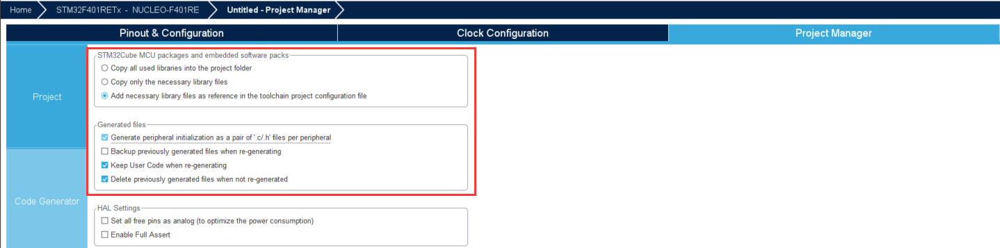 Home STM32F401RETx - NUCLEO-F401RE Untitled - Project Manager
Pinout & Configuration Clock Configuration Project Manager
STM32Cube MCU packages and embedded software packs
Copy all used libraries into the project folder
Copy only the necessary library files
Project
Add necessary library files as reference in the toolchain project configuration file
Generated files
Generate peripheral initialization as a pair of '.c/.h' files per peripheral
Backup previously generated files when re-generating
Keep User Code when re-generating
Delete previously generated files when not re-generated
Code Generator
HAL Settings
Set all free pins as analog (to optimize the power consumption)
Enable Full Assert